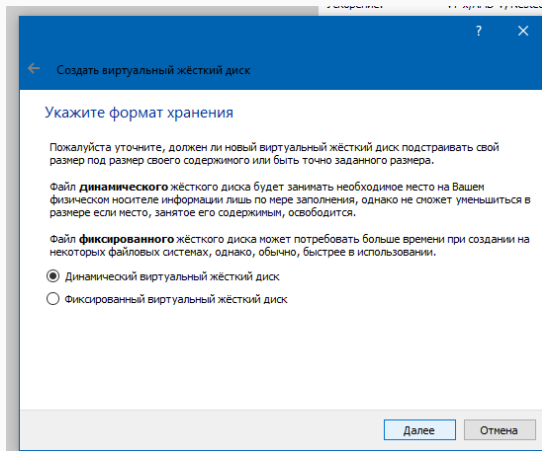 ?
Создать виртуальный жёсткий диск
Укажите формат хранения
Пожалуйста уточните, должен ли новый виртуальный жёсткий диск подстраивать свой
размер под размер своего содержимого или быть точно заданного размера.
Файл динамического жёсткого диска будет занимать необходимое место на Вашем
физическом носителе информации лишь по мере заполнения, однако не сможет уменьшиться в
размере если место, занятое его содержимым, освободится.
Файл фиксированного жёсткого диска может потребовать больше времени при создании на
некоторых файловых системах, однако, обычно, быстрее в использовании.
Динамический виртуальный жёсткий диск
Фиксированный виртуальный жёсткий диск
Далее Отмена